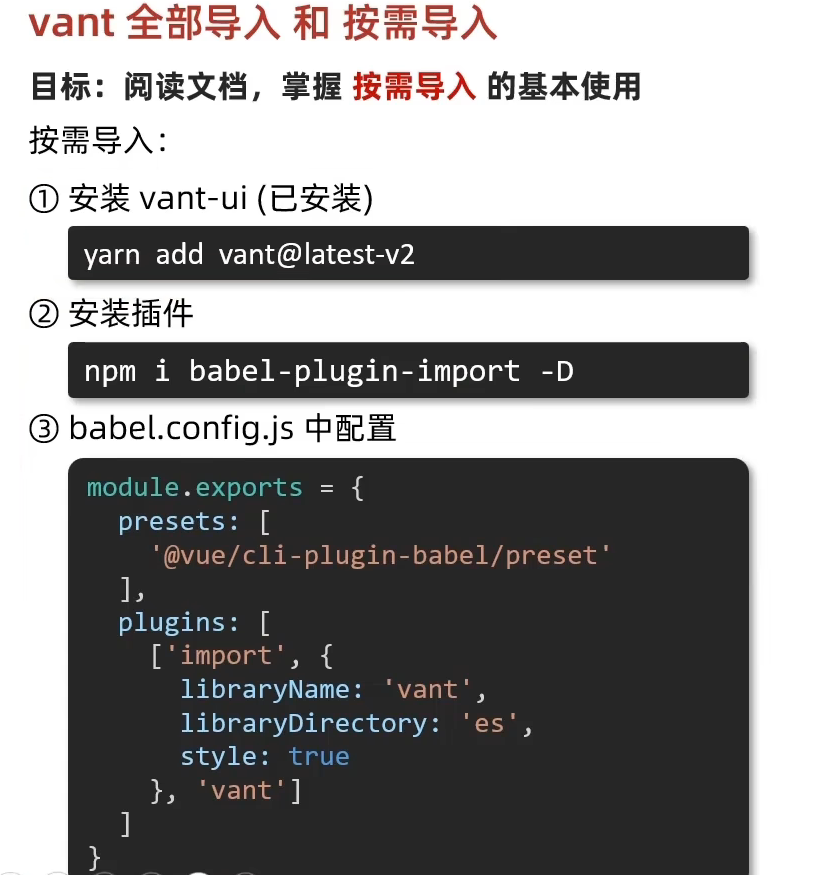 vant 全部导入 和 按需导入
目标：阅读文档，掌握 按需导入 的基本使用
按需导入：
① 安装 vant-ui (已安装)
yarn add vant@latest-v2
② 安装插件
npm i babel-plugin-import -D
③ babel.config.js 中配置
module.exports = {
  presets: [
    '@vue/cli-plugin-babel/preset'
  ],
  plugins: [
    ['import', {
      libraryName: 'vant',
      libraryDirectory: 'es',
      style: true
    }, 'vant']
  ]
}